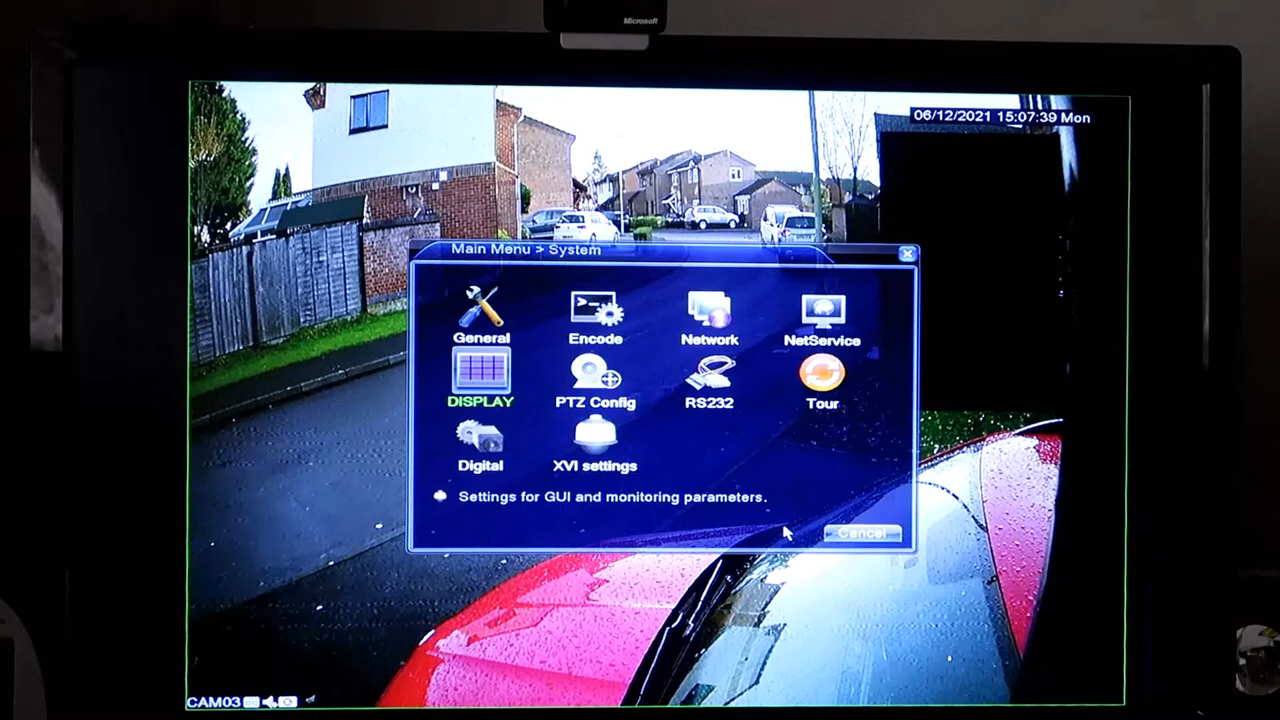 Microsoft
06/12/2021 15:07:39 Mon
Main Menu > System
General
Encode
Network
NetService
DISPLAY
PTZ Config
RS232
Tour
Digital
XVI settings
Settings for GUI and monitoring parameters.
Cancel
CAM03